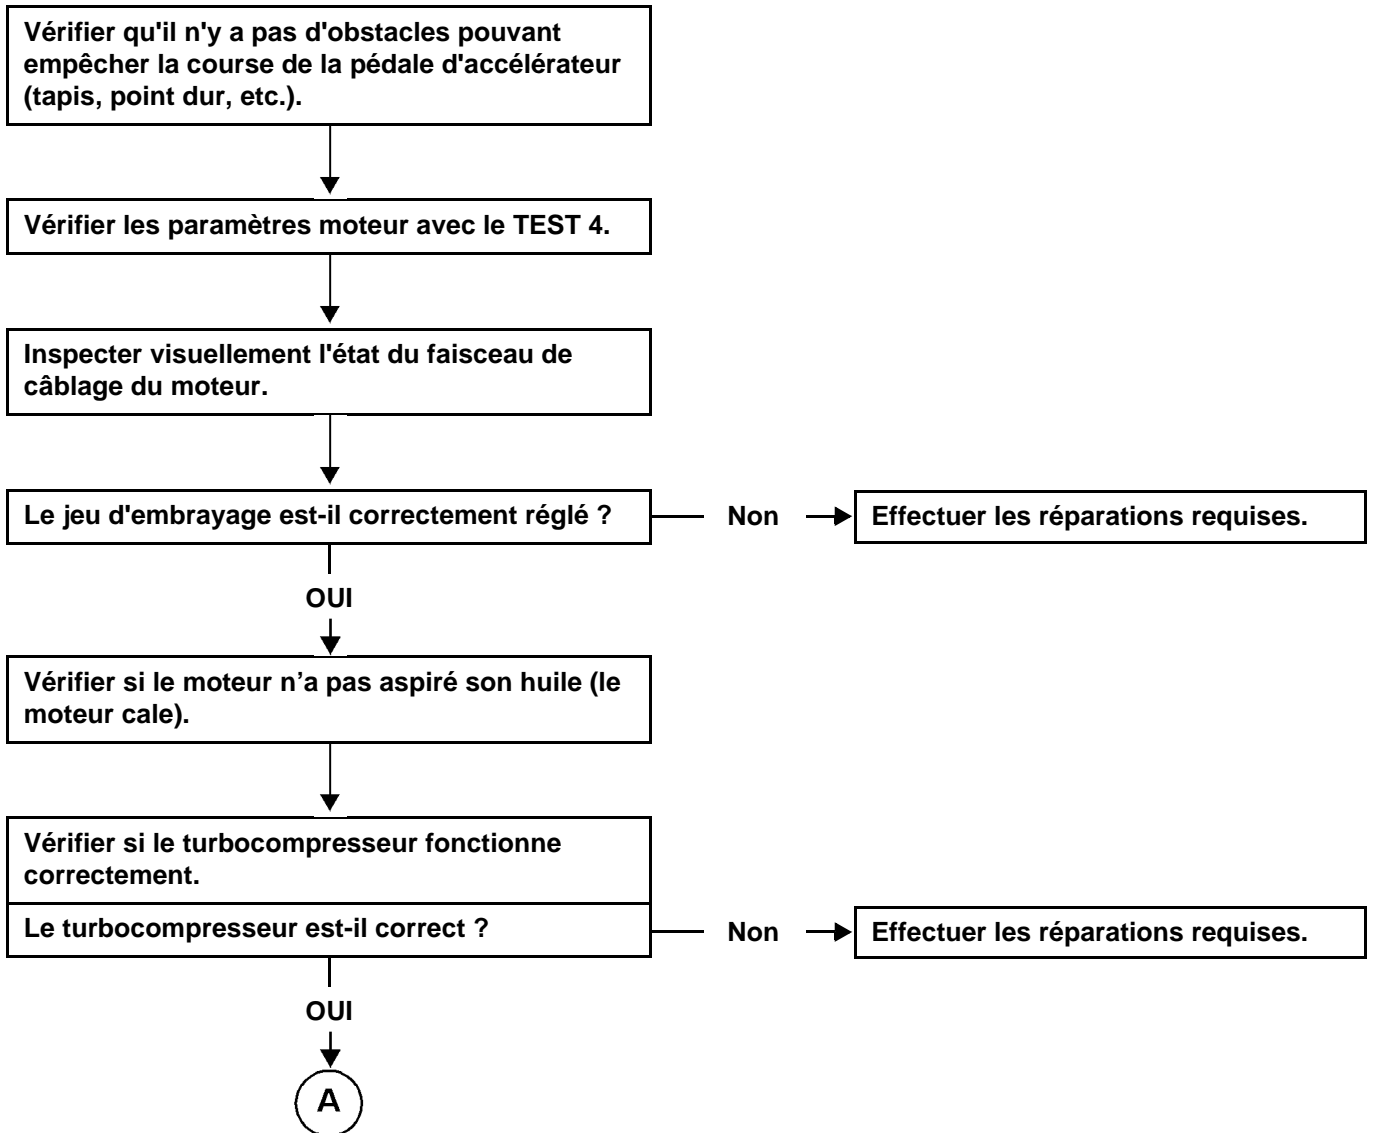 Vérifier qu'il n'y a pas d'obstacles pouvant
empêcher la course de la pédale d'accélérateur
(tapis, point dur, etc.).
Vérifier les paramètres moteur avec le TEST 4.
Inspecter visuellement l'état du faisceau de
câblage du moteur.
Le jeu d'embrayage est-il correctement réglé ?
Non
Effectuer les réparations requises.
OUI
Vérifier si le moteur n’a pas aspiré son huile (le
moteur cale).
Vérifier si le turbocompresseur fonctionne
correctement.
Le turbocompresseur est-il correct ?
Non
Effectuer les réparations requises.
OUI
A